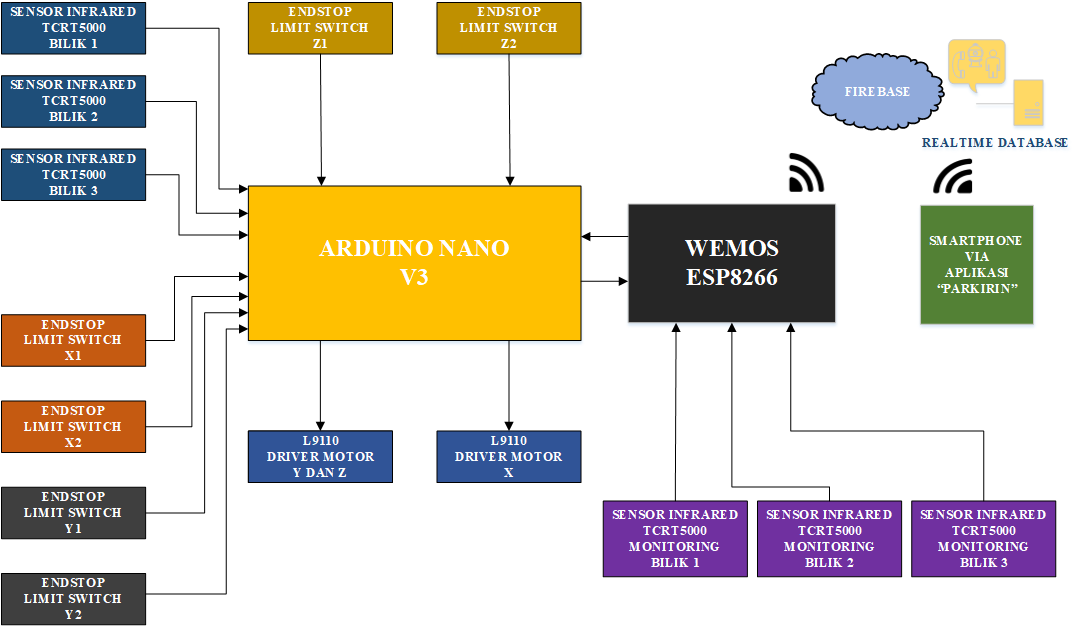 SENSOR INFRARED
TCRT5000
BILIK 1
ENDSTOP
LIMIT SWITCH
Z1
ENDSTOP
LIMIT SWITCH
Z2
SENSOR INFRARED
TCRT5000
BILIK 2
FIREBASE
REALTIME DATABASE
SENSOR INFRARED
TCRT5000
BILIK 3
ARDUINO NANO
V3
WEMOS
ESP8266
SMARTPHONE
VIA
APLIKASI
“PARKIRIN”
ENDSTOP
LIMIT SWITCH
X1
ENDSTOP
LIMIT SWITCH
X2
L9110
DRIVER MOTOR
Y DAN Z
L9110
DRIVER MOTOR
X
ENDSTOP
LIMIT SWITCH
Y1
SENSOR INFRARED
TCRT5000
MONITORING
BILIK 1
SENSOR INFRARED
TCRT5000
MONITORING
BILIK 2
SENSOR INFRARED
TCRT5000
MONITORING
BILIK 3
ENDSTOP
LIMIT SWITCH
Y2